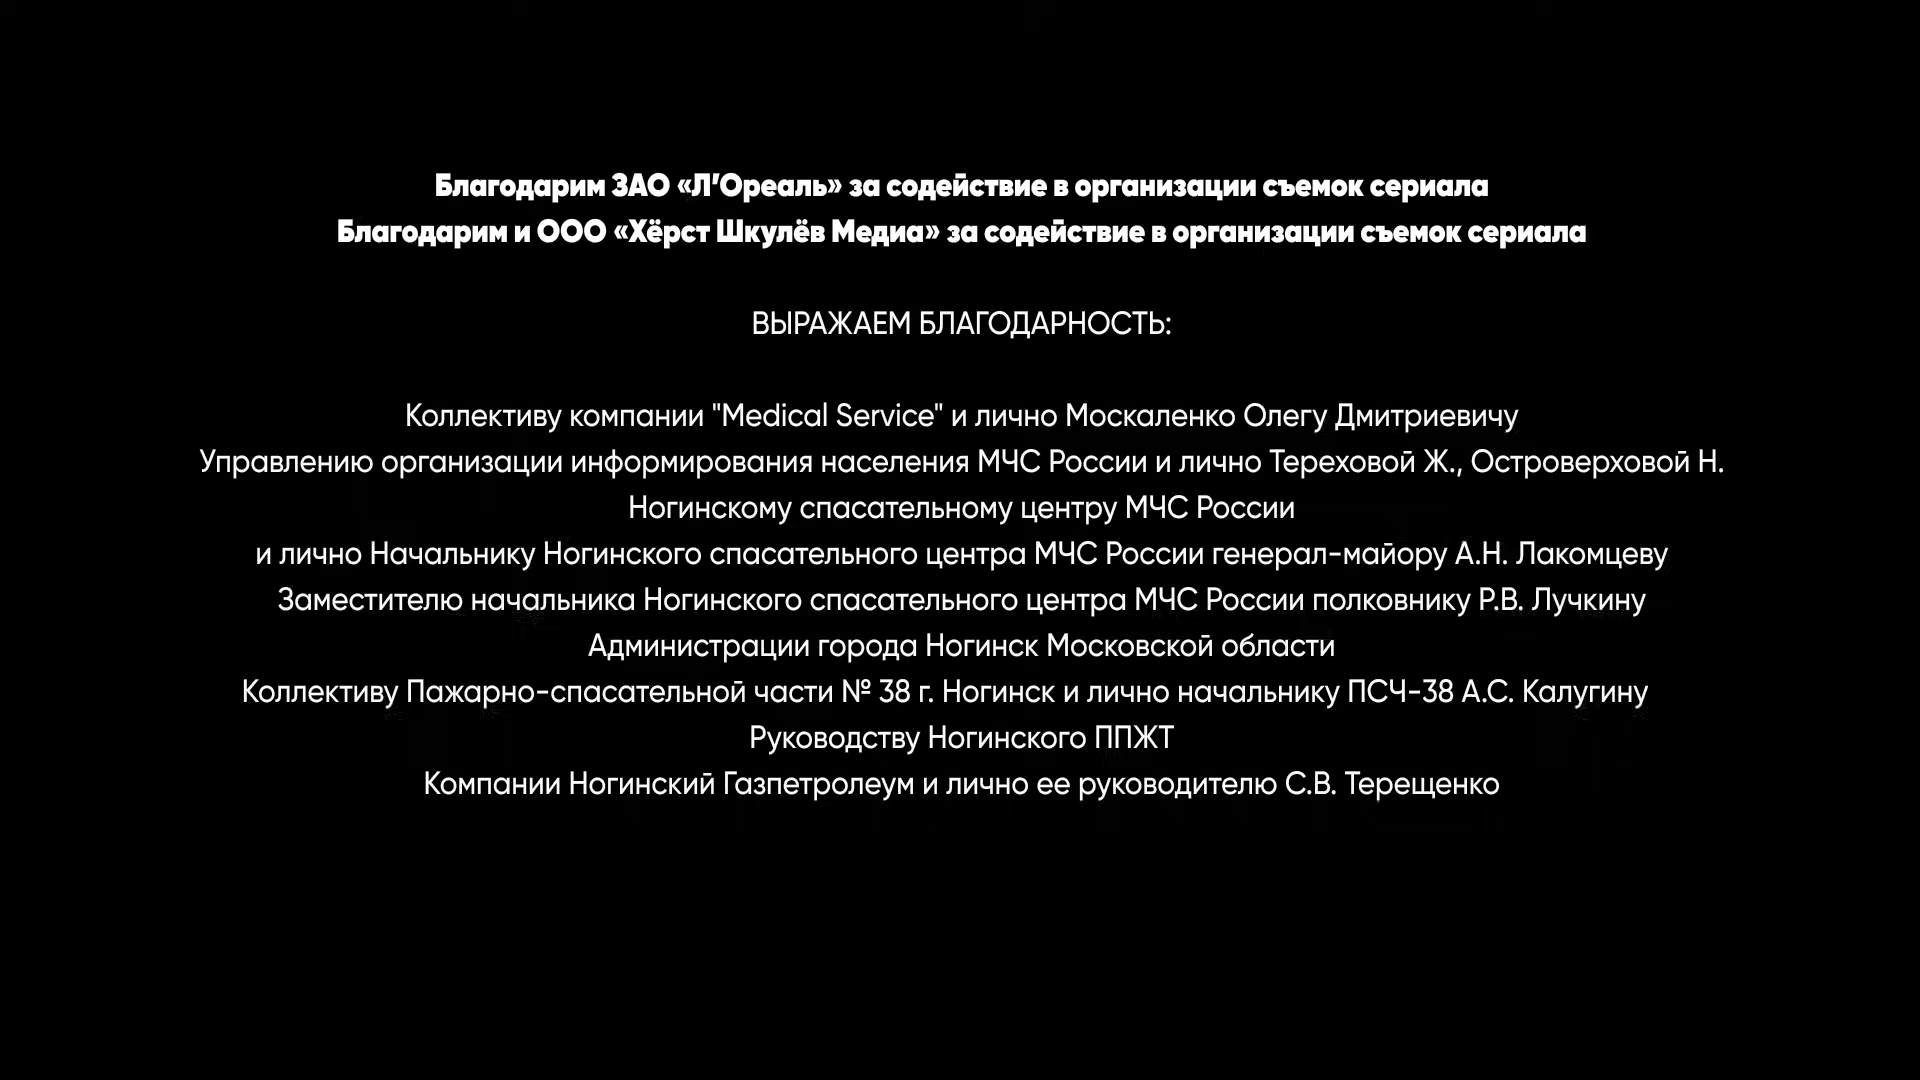 Благодарим ЗАО «Л’Ореаль» за содействие в организации съемок сериала
Благодарим и ООО «Хёрст Шкулёв Медиа» за содействие в организации съемок сериала
ВЫРАЖАЕМ БЛАГОДАРНОСТЬ:
Коллективу компании "Medical Service" и лично Москаленко Олегу Дмитриевичу
Управлению организации информирования населения МЧС России и лично Тереховой Ж., Островерховой Н.
Ногинскому спасательному центру МЧС России
и лично Начальнику Ногинского спасательного центра МЧС России генерал-майору А.Н. Лакомцеву
Заместителю начальника Ногинского спасательного центра МЧС России полковнику Р.В. Лучкину
Администрации города Ногинск Московской области
Коллективу Пажарно-спасательной части № 38 г. Ногинск и лично начальнику ПСЧ-38 А.С. Калугину
Руководству Ногинского ППЖТ
Компании Ногинский Газпетролеум и лично ее руководителю С.В. Терещенко